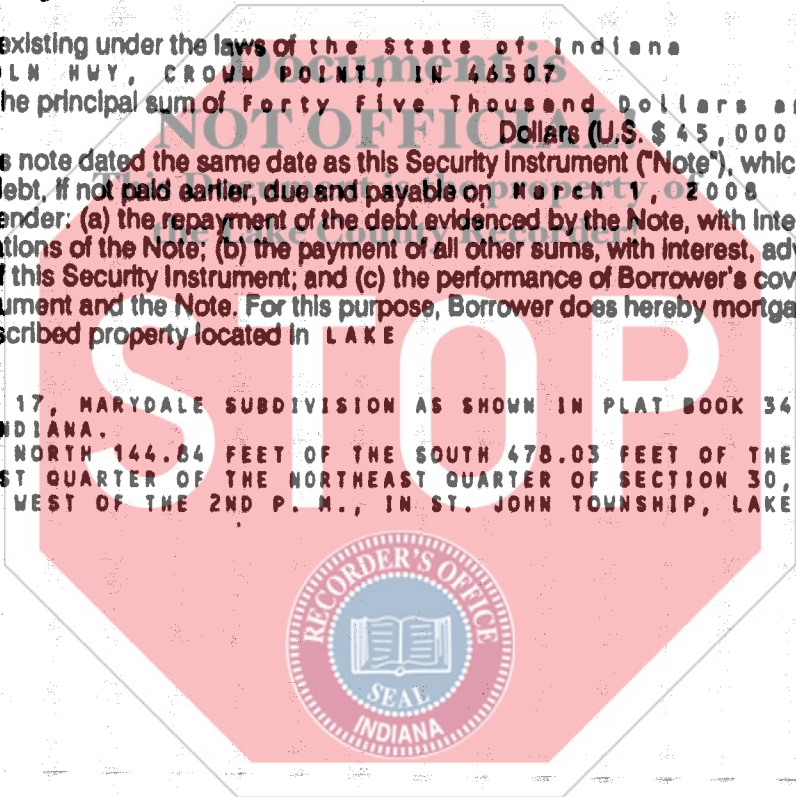 existing under the laws of the State of Indiana
LN HWY, CROWN POINT, IN 46307
he principal sum of Forty Five Thousand Dollars a
Dollars (U.S. $ 45,000
s note dated the same date as this Security Instrument ("Note"), whic
ebt, if not paid earlier, due and payable on March 1, 2008
ender: (a) the repayment of the debt evidenced by the Note, with inte
tions of the Note; (b) the payment of all other sums, with interest, adv
f this Security Instrument; and (c) the performance of Borrower's cov
ument and the Note. For this purpose, Borrower does hereby mortga
scribed property located in LAKE
17, MARYDALE SUBDIVISION AS SHOWN IN PLAT BOOK 34
NDIANA.
NORTH 144.84 FEET OF THE SOUTH 478.03 FEET OF THE
ST QUARTER OF THE NORTHEAST QUARTER OF SECTION 30,
WEST OF THE 2ND P. M., IN ST. JOHN TOWNSHIP, LAKE
Document is
NOT OFFICIAL!
This Document is the property of
the Lake County Recorder!
STOP
RECORDER'S OFFICE
SEAL
INDIANA